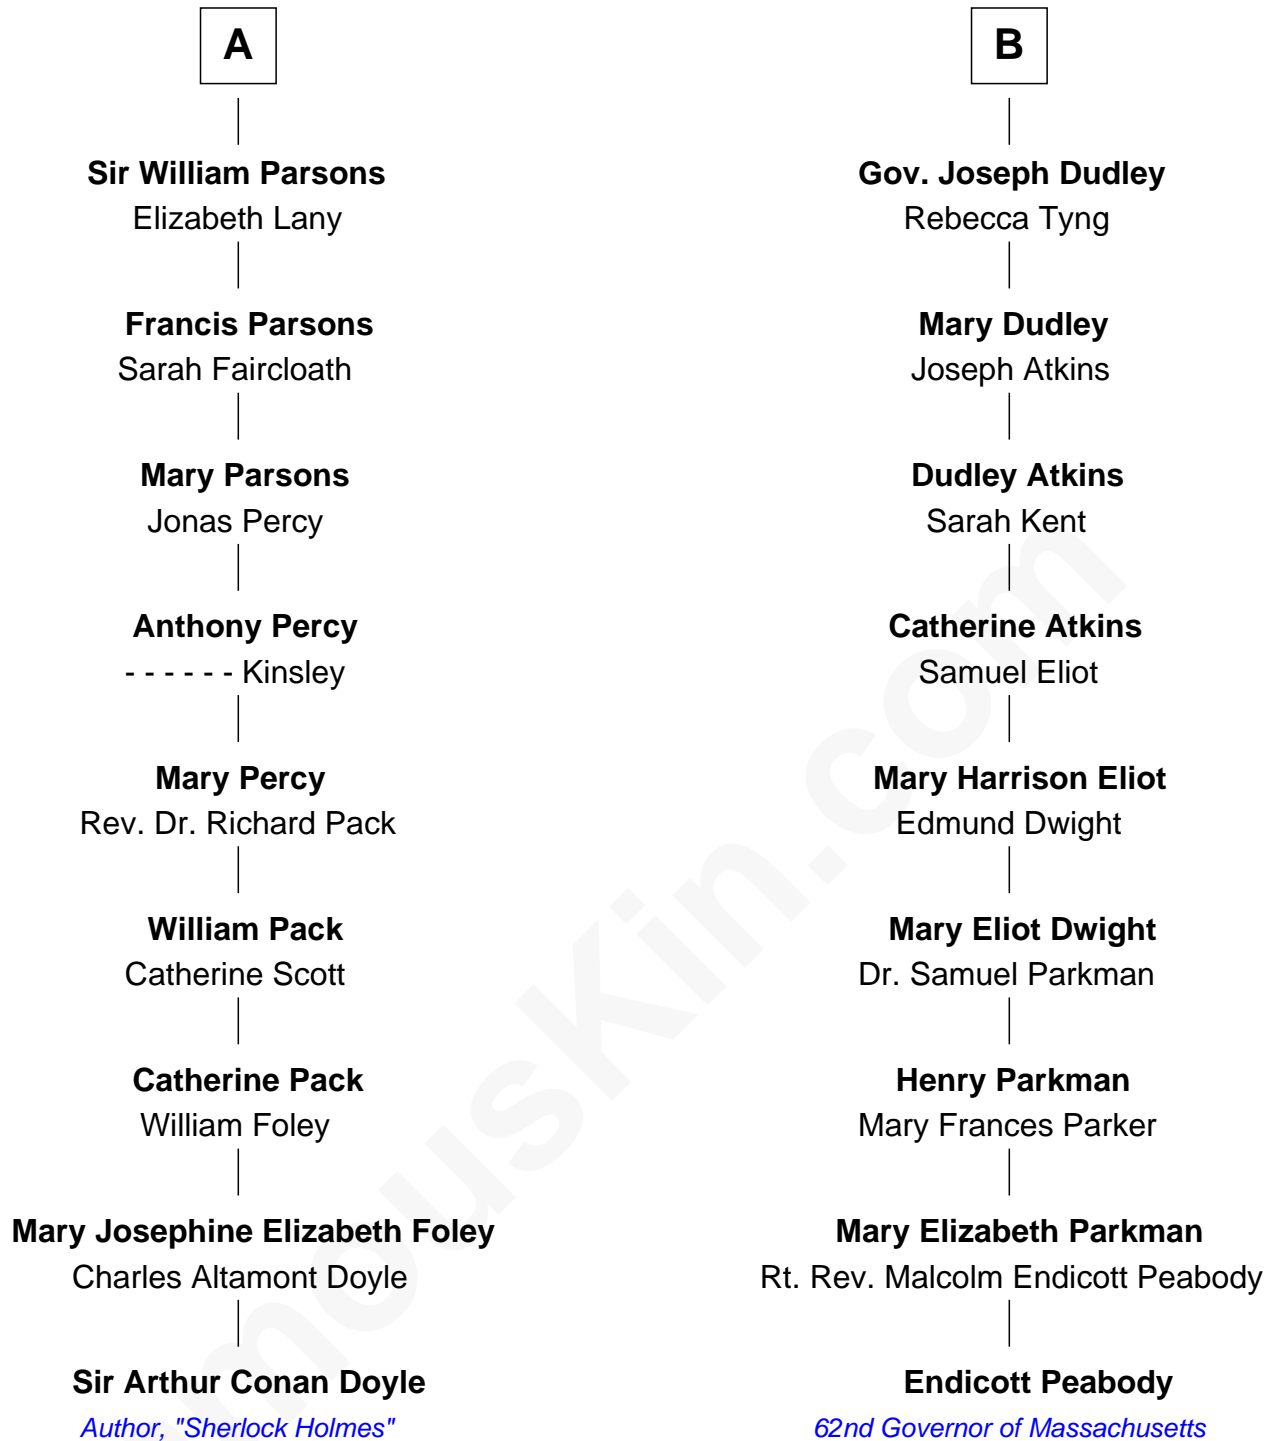 A
Sir William Parsons
Elizabeth Lany
Francis Parsons
Sarah Faircloath
Mary Parsons
Jonas Percy
Anthony Percy
- - - - - - Kinsley
Mary Percy
Rev. Dr. Richard Pack
William Pack
Catherine Scott
Catherine Pack
William Foley
Mary Josephine Elizabeth Foley
Charles Altamont Doyle
Sir Arthur Conan Doyle
Author, "Sherlock Holmes"
B
Gov. Joseph Dudley
Rebecca Tyng
Mary Dudley
Joseph Atkins
Dudley Atkins
Sarah Kent
Catherine Atkins
Samuel Eliot
Mary Harrison Eliot
Edmund Dwight
Mary Eliot Dwight
Dr. Samuel Parkman
Henry Parkman
Mary Frances Parker
Mary Elizabeth Parkman
Rt. Rev. Malcolm Endicott Peabody
Endicott Peabody
62nd Governor of Massachusetts
mousKin.com